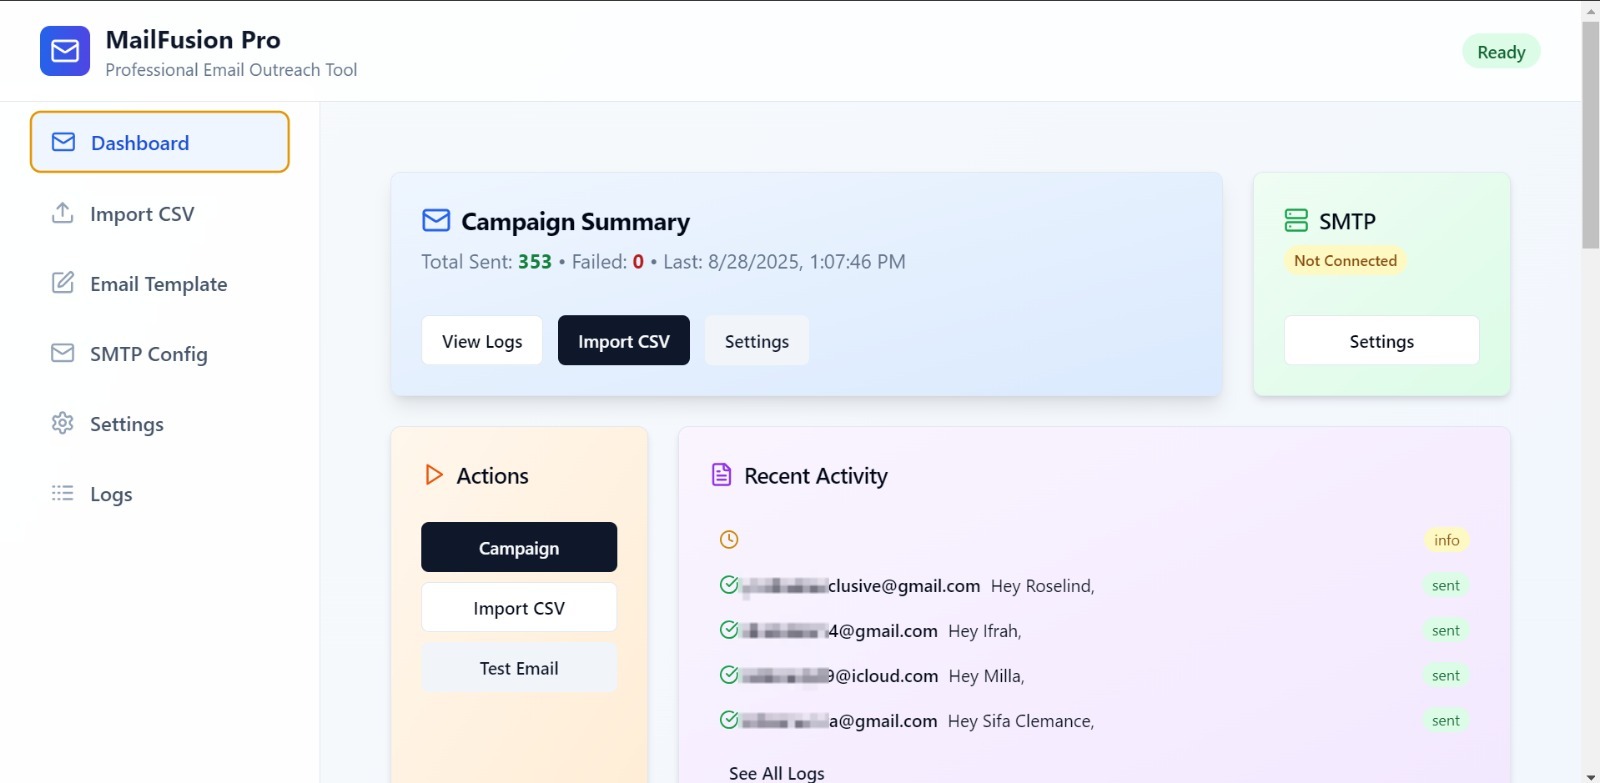 MailFusion Pro
Professional Email Outreach Tool
Ready
Dashboard
Import CSV
Email Template
SMTP Config
Settings
Logs
Campaign Summary
Total Sent: 353 • Failed: 0 • Last: 8/28/2025, 1:07:46 PM
View Logs
Import CSV
Settings
SMTP
Not Connected
Settings
Actions
Campaign
Import CSV
Test Email
Recent Activity
info
clusive@gmail.com Hey Roselind, sent
4@gmail.com Hey Ifrah, sent
9@icloud.com Hey Milla, sent
a@gmail.com Hey Sifa Clemance, sent
See All Logs